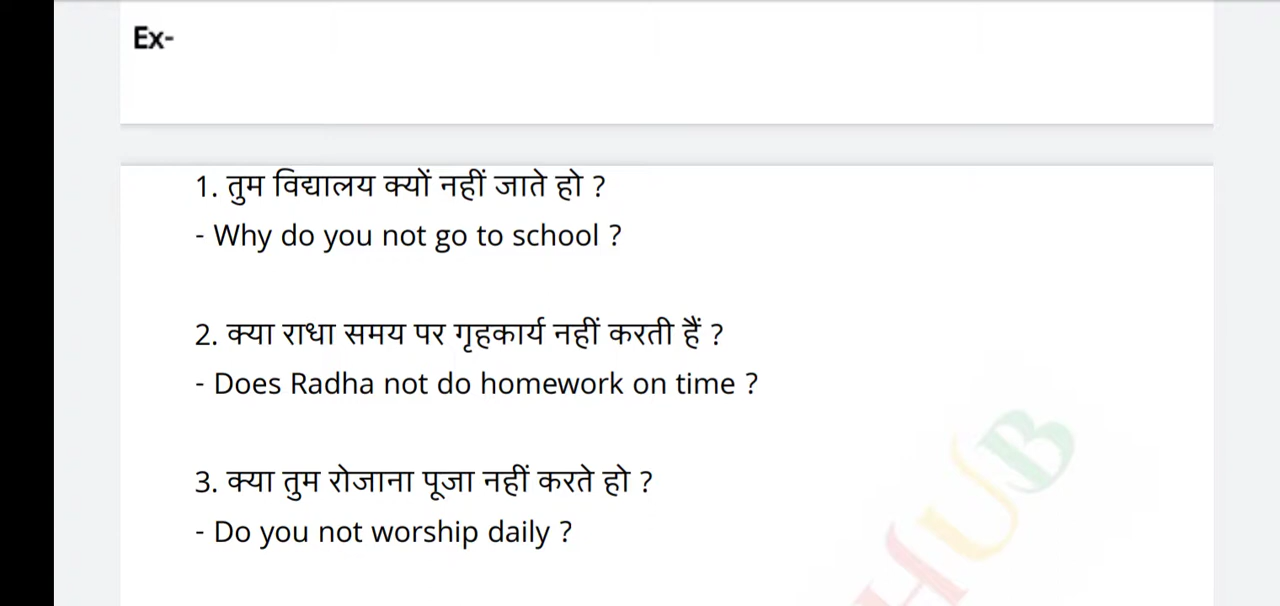 Ex-
1. तुम विद्यालय क्यों नहीं जाते हो ?
- Why do you not go to school ?
2. क्या राधा समय पर गृहकार्य नहीं करती हैं ?
- Does Radha not do homework on time ?
3. क्या तुम रोजाना पूजा नहीं करते हो ?
- Do you not worship daily ?
HUB